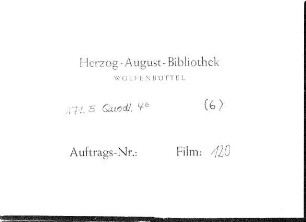 Herzog-August-Bibliothek
WOLFENBÜTTEL
171. 5 Quodl. 4° (6)
Auftrags-Nr.: Film: 120